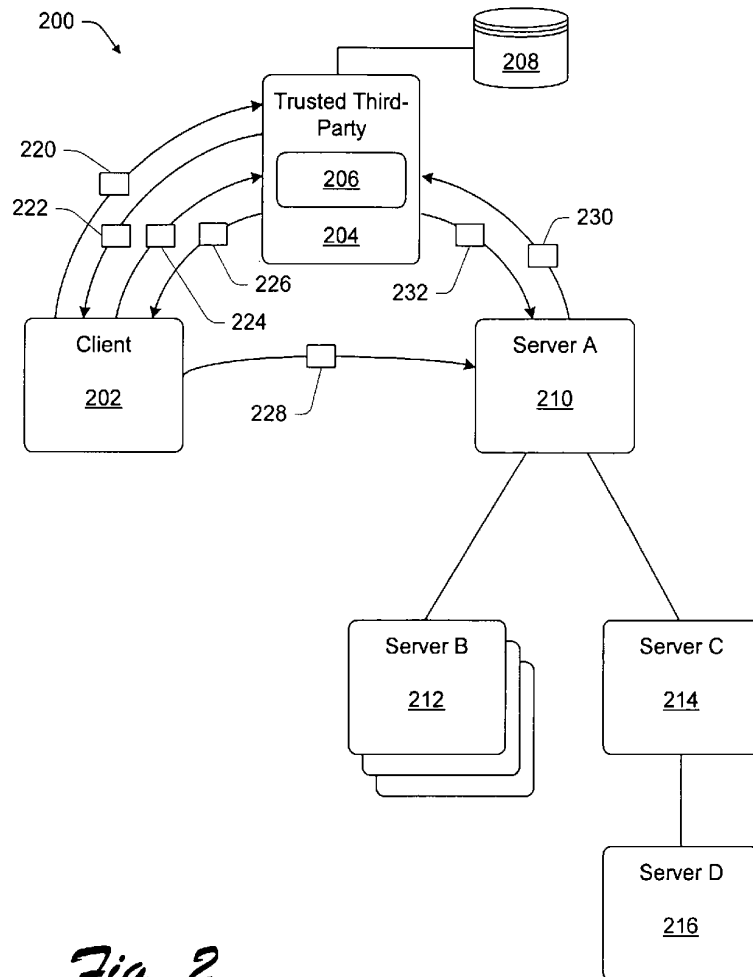 200
208
Trusted Third-
Party
206
204
220
222
224
226
230
232
Client
202
228
Server A
210
Server B
212
Server C
214
Server D
216
Fig. 2